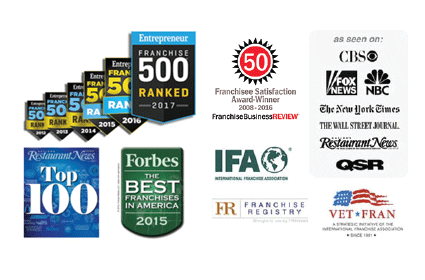 Entrepreneur
FRANCHISE
500
RANKED
2017
2016
2015
2014
2013
2012
50
Franchisee Satisfaction
Award-Winner
2008 - 2016
FranchiseBusinessREVIEW
as seen on:
CBS
FOX
NEWS
NBC
The New York Times
THE WALL STREET JOURNAL.
Restaurant News
QSR
Restaurant News
Top
100
Forbes
THE
BEST
FRANCHISES
IN AMERICA
2015
IFA
INTERNATIONAL FRANCHISE ASSOCIATION
FR
FRANCHISE
REGISTRY
VETFRAN
A STRATEGIC INITIATIVE OF THE
INTERNATIONAL FRANCHISE ASSOCIATION
• SINCE 1991 •